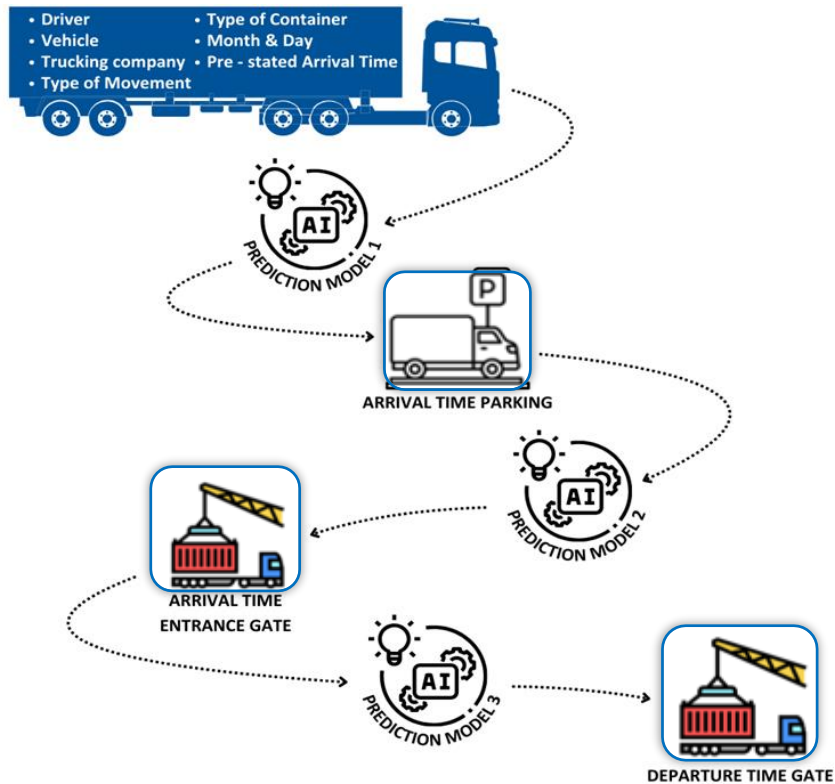 • Driver
• Vehicle
• Trucking company
• Type of Movement
• Type of Container
• Month & Day
• Pre - stated Arrival Time
AI
PREDICTION MODEL 1
P
ARRIVAL TIME PARKING
AI
PREDICTION MODEL 2
ARRIVAL TIME
ENTRANCE GATE
AI
PREDICTION MODEL 3
DEPARTURE TIME GATE